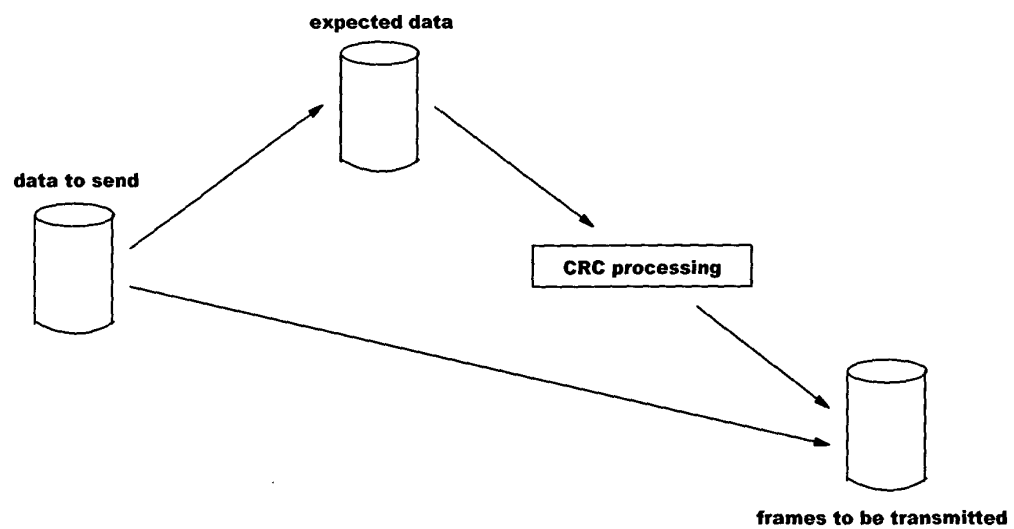 expected data
data to send
CRC processing
frames to be transmitted